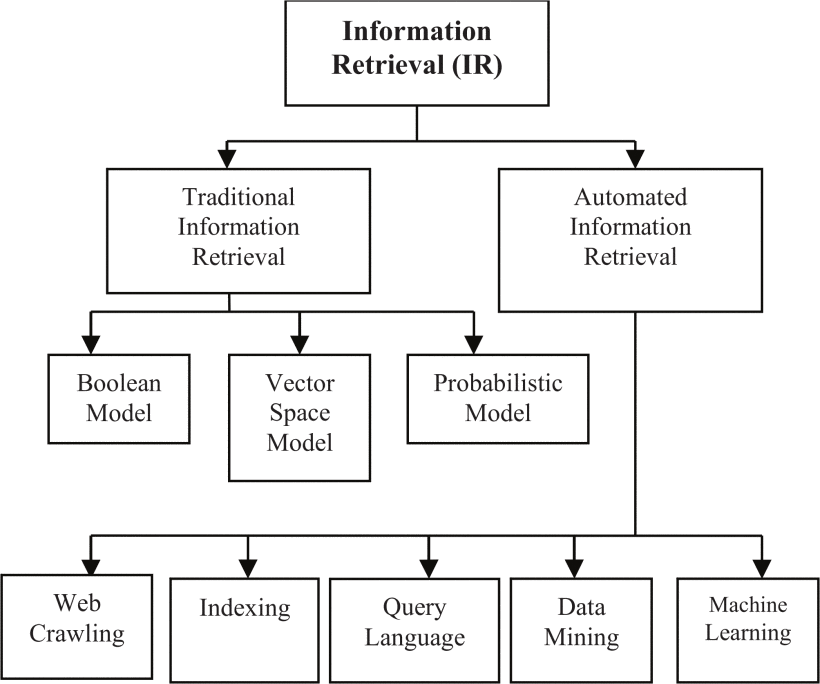 Information
Retrieval (IR)
Traditional
Information
Retrieval
Automated
Information
Retrieval
Boolean
Model
Vector
Space
Model
Probabilistic
Model
Web
Crawling
Indexing
Query
Language
Data
Mining
Machine
Learning